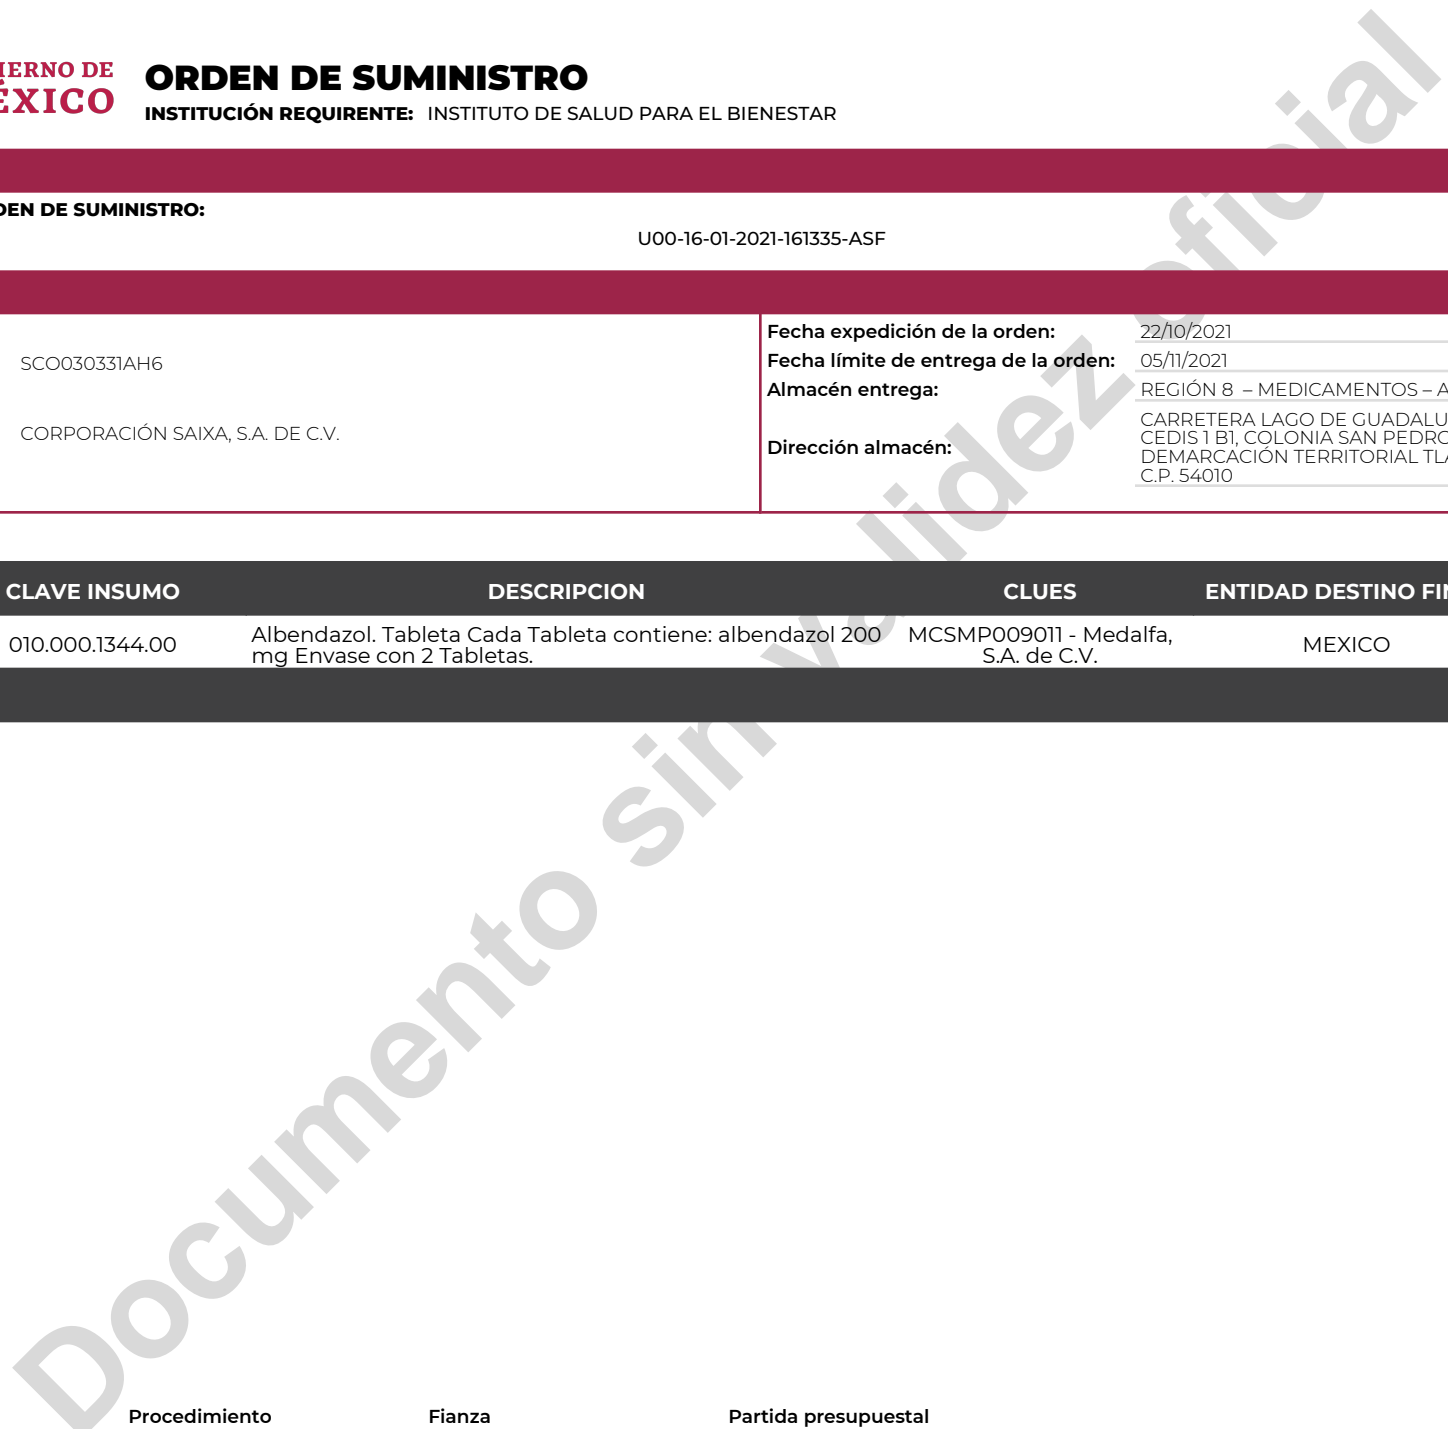 IERNO DE
ÉXICO
ORDEN DE SUMINISTRO
INSTITUCIÓN REQUIRENTE: INSTITUTO DE SALUD PARA EL BIENESTAR
DEN DE SUMINISTRO:
U00-16-01-2021-161335-ASF
SCO030331AH6
CORPORACIÓN SAIXA, S.A. DE C.V.
Fecha expedición de la orden: 22/10/2021
Fecha límite de entrega de la orden: 05/11/2021
Almacén entrega: REGIÓN 8 – MEDICAMENTOS – A
Dirección almacén:
CARRETERA LAGO DE GUADALU
CEDIS 1 B1, COLONIA SAN PEDRO
DEMARCACIÓN TERRITORIAL TLA
C.P. 54010
CLAVE INSUMO DESCRIPCION CLUES ENTIDAD DESTINO FIN
010.000.1344.00
Albendazol. Tableta Cada Tableta contiene: albendazol 200
mg Envase con 2 Tabletas.
MCSMP009011 - Medalfa,
S.A. de C.V.
MEXICO
Documento sin validez oficial
Procedimiento Fianza Partida presupuestal